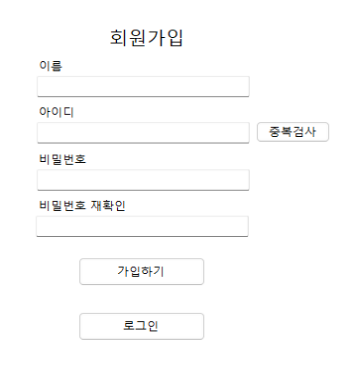 회원가입
이름
아이디
중복검사
비밀번호
비밀번호 재확인
가입하기
로그인